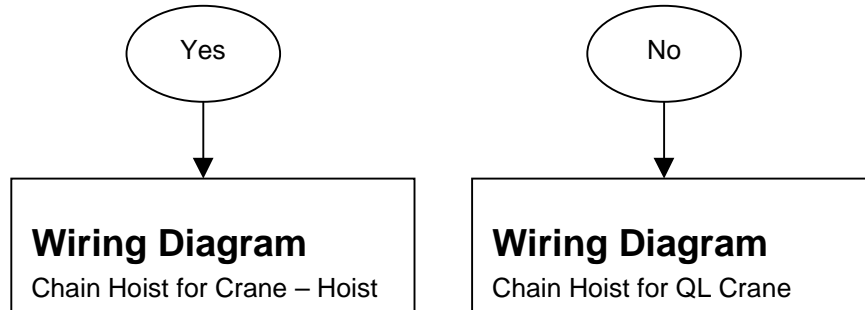 Yes
No
Wiring Diagram
Chain Hoist for Crane – Hoist
Wiring Diagram
Chain Hoist for QL Crane